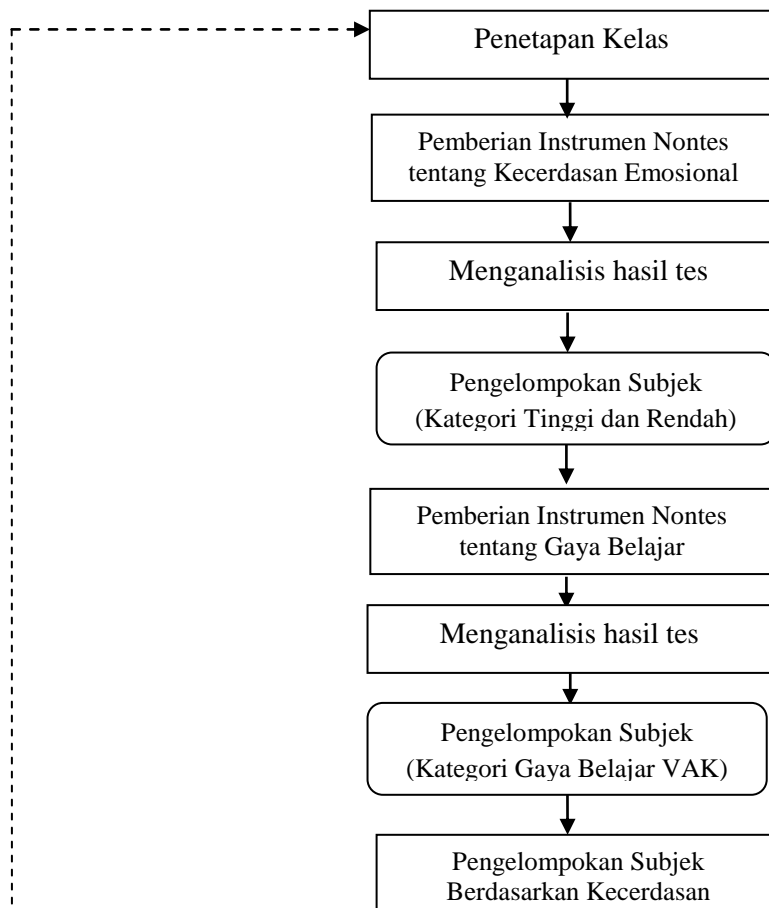 Penetapan Kelas
Pemberian Instrumen Nontes
tentang Kecerdasan Emosional
Menganalisis hasil tes
Pengelompokan Subjek
(Kategori Tinggi dan Rendah)
Pemberian Instrumen Nontes
tentang Gaya Belajar
Menganalisis hasil tes
Pengelompokan Subjek
(Kategori Gaya Belajar VAK)
Pengelompokan Subjek
Berdasarkan Kecerdasan